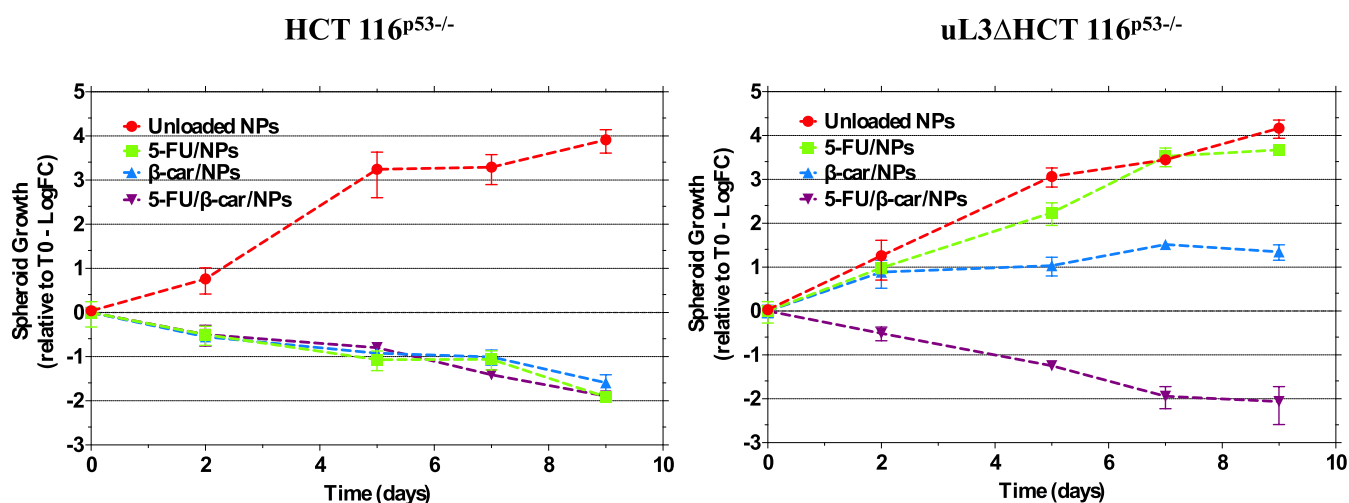 HCT 116p53-/-
5
4
3
2
1
0
-1
-2
-3
Spheroid Growth
(relative to T0 - LogFC)
Unloaded NPs
5-FU/NPs
β-car/NPs
5-FU/β-car/NPs
0 2 4 6 8 10
Time (days)
uL3ΔHCT 116p53-/-
5
4
3
2
1
0
-1
-2
-3
Spheroid Growth
(relative to T0 - LogFC)
Unloaded NPs
5-FU/NPs
β-car/NPs
5-FU/β-car/NPs
0 2 4 6 8 10
Time (days)